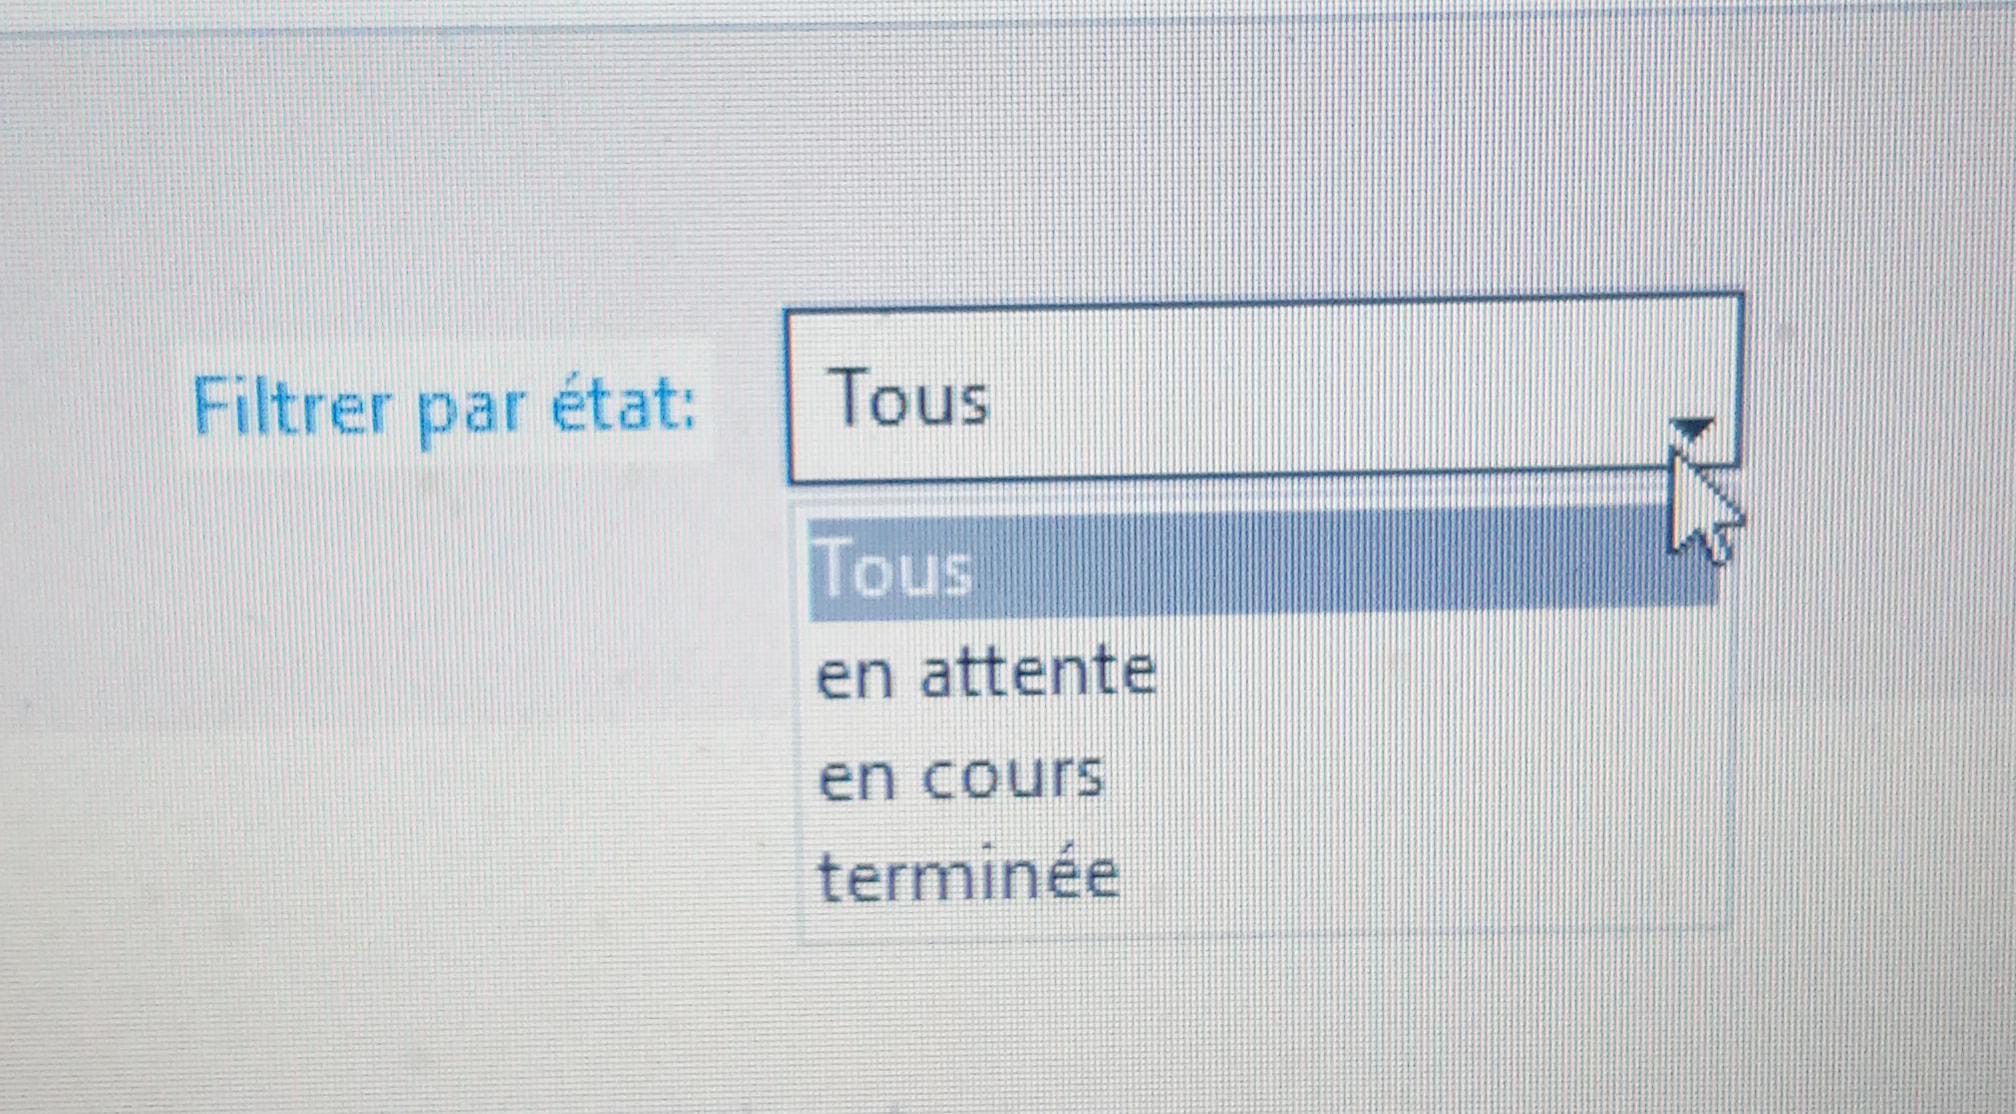 Filtrer par état: Tous
Tous
en attente
en cours
terminée